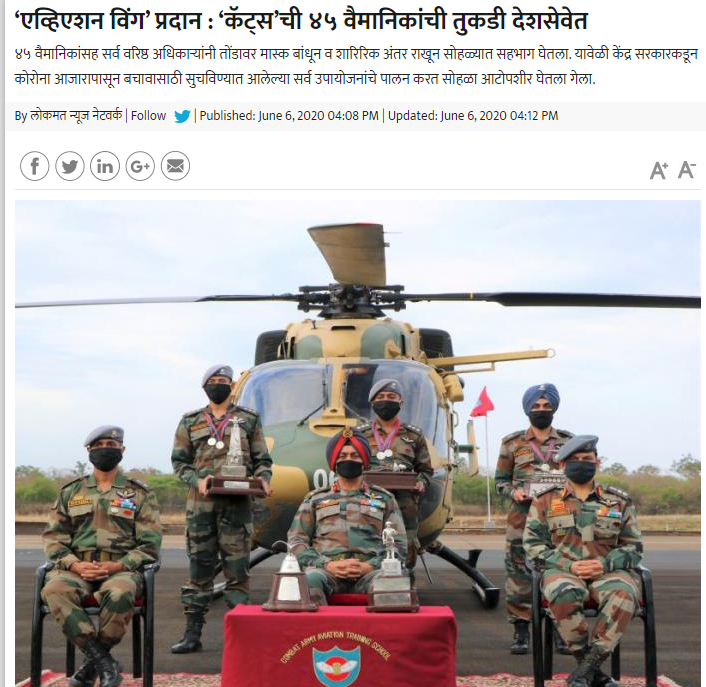 ‘एव्हिएशन विंग’ प्रदान : ‘कॅट्स’ची ४५ वैमानिकांची तुकडी देशसेवेत
४५ वैमानिकांसह सर्व वरिष्ठ अधिकाऱ्यांनी तोंडावर मास्क बांधून व शारिरिक अंतर राखून सोहळ्यात सहभाग घेतला. यावेळी केंद्र सरकारकडून
कोरोना आजारापासून बचावासाठी सुचविण्यात आलेल्या सर्व उपायोजनांचे पालन करत सोहळा आटोपशीर घेतला गेला.
By लोकमत न्यूज नेटवर्क | Follow | Published: June 6, 2020 04:08 PM | Updated: June 6, 2020 04:12 PM
f in G+ A+ A-
COMBAT ARMY AVIATION TRAINING SCHOOL